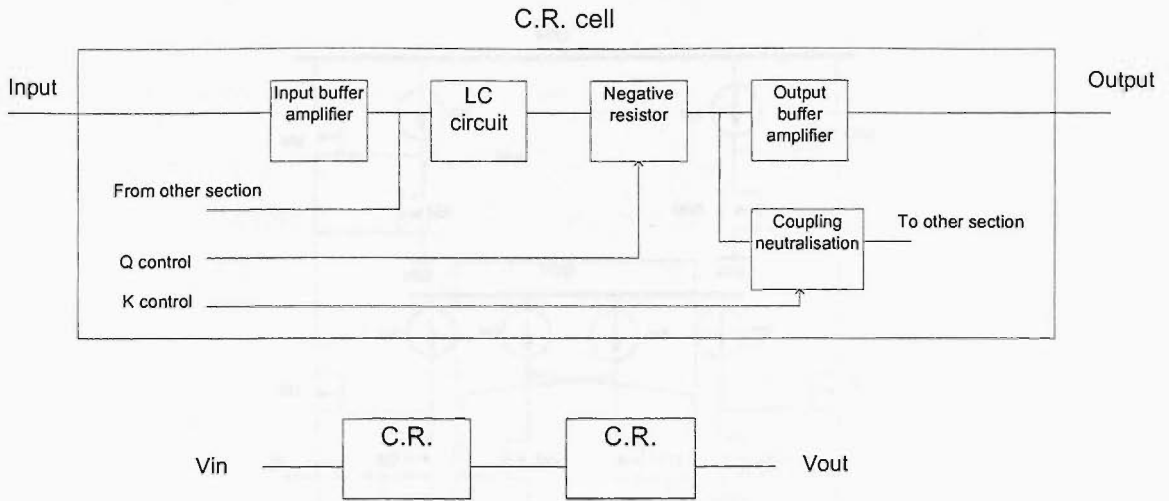 C.R. cell
Input
Output
Input buffer
amplifier
LC
circuit
Negative
resistor
Output
buffer
amplifier
From other section
Coupling
neutralisation
To other section
Q control
K control
Vin
C.R.
C.R.
Vout